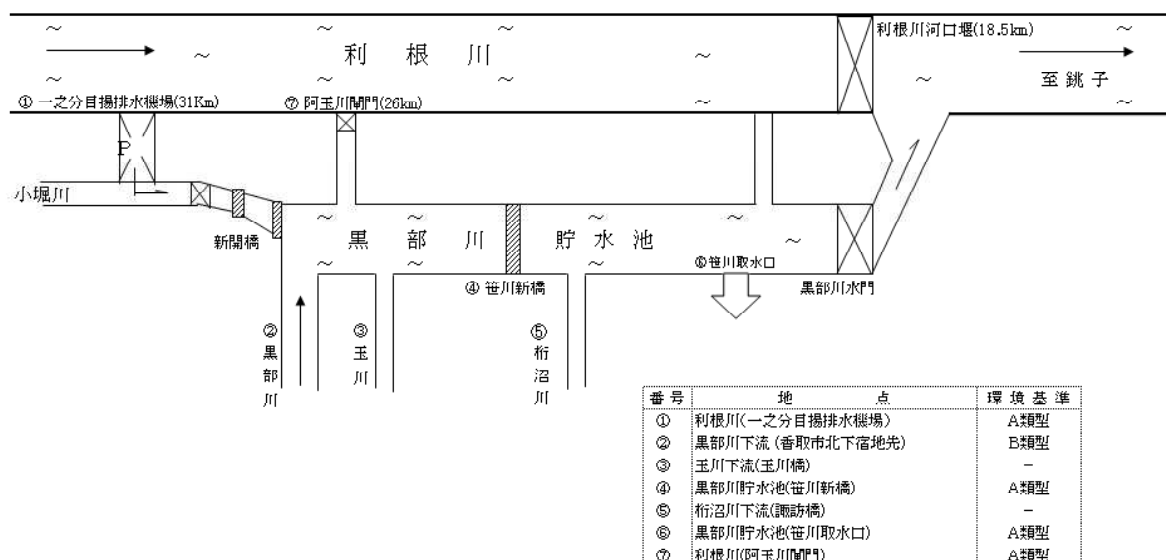 利根川河口堰(18.5km)
利根川
至銚子
① 一之分目揚排水機場(31Km)
⑦ 阿玉川閘門(26km)
P
小堀川
新開橋
黒部川貯水池
④ 笹川新橋
⑥笹川取水口
黒部川水門
②黒部川
③玉川
⑤桁沼川
番号 地点 環境基準
① 利根川(一之分目揚排水機場) A類型
② 黒部川下流(香取市北下宿地先) B類型
③ 玉川下流(玉川橋) −
④ 黒部川貯水池(笹川新橋) A類型
⑤ 桁沼川下流(諏訪橋) −
⑥ 黒部川貯水池(笹川取水口) A類型
⑦ 利根川(阿玉川閘門) A類型